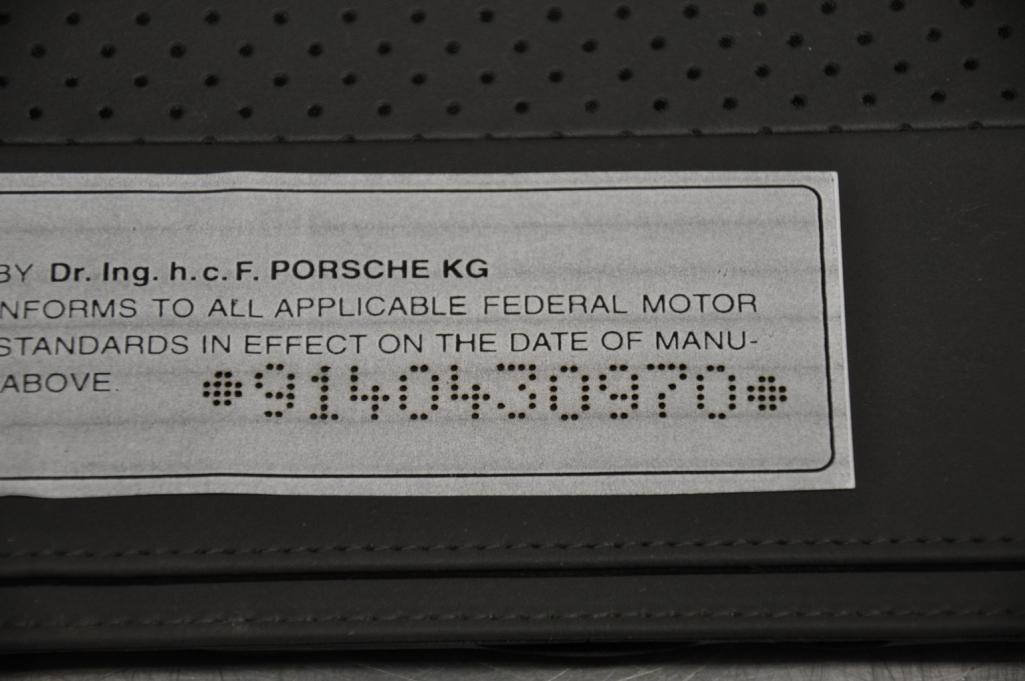 BY Dr. Ing. h. c. F. PORSCHE KG
NFORMS TO ALL APPLICABLE FEDERAL MOTOR
STANDARDS IN EFFECT ON THE DATE OF MANU-
ABOVE. 9140430970